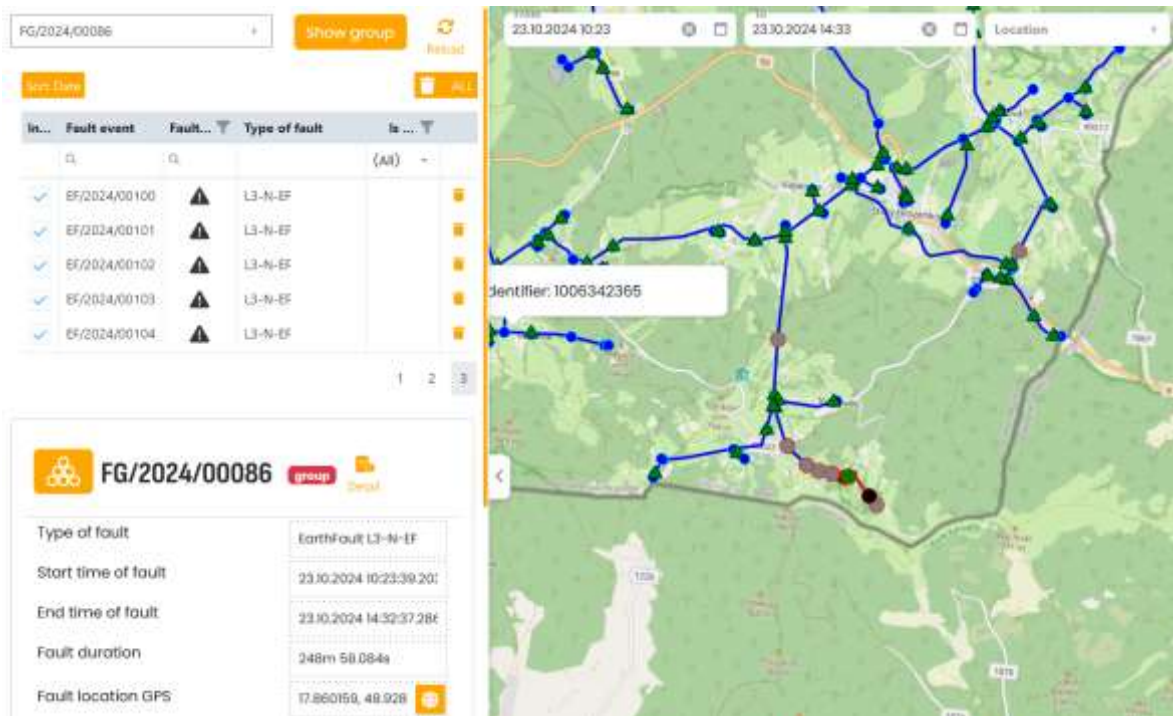 FG/2024/00086
Show group
Reload
Sort Date
ALL
In... Fault event Fault... Type of fault Is ...
(All)
EF/2024/00100 L3-N-EF
EF/2024/00101 L3-N-EF
EF/2024/00102 L3-N-EF
EF/2024/00103 L3-N-EF
EF/2024/00104 L3-N-EF
1 2 3
FG/2024/00086 group
Detail
Type of fault EarthFault L3-N-EF
Start time of fault 23.10.2024 10:23:39.20
End time of fault 23.10.2024 14:32:37.28
Fault duration 248m 58.084s
Fault location GPS 17.860159, 48.928
23.10.2024 10:23
23.10.2024 14:33
Location
dentifier: 1006342365